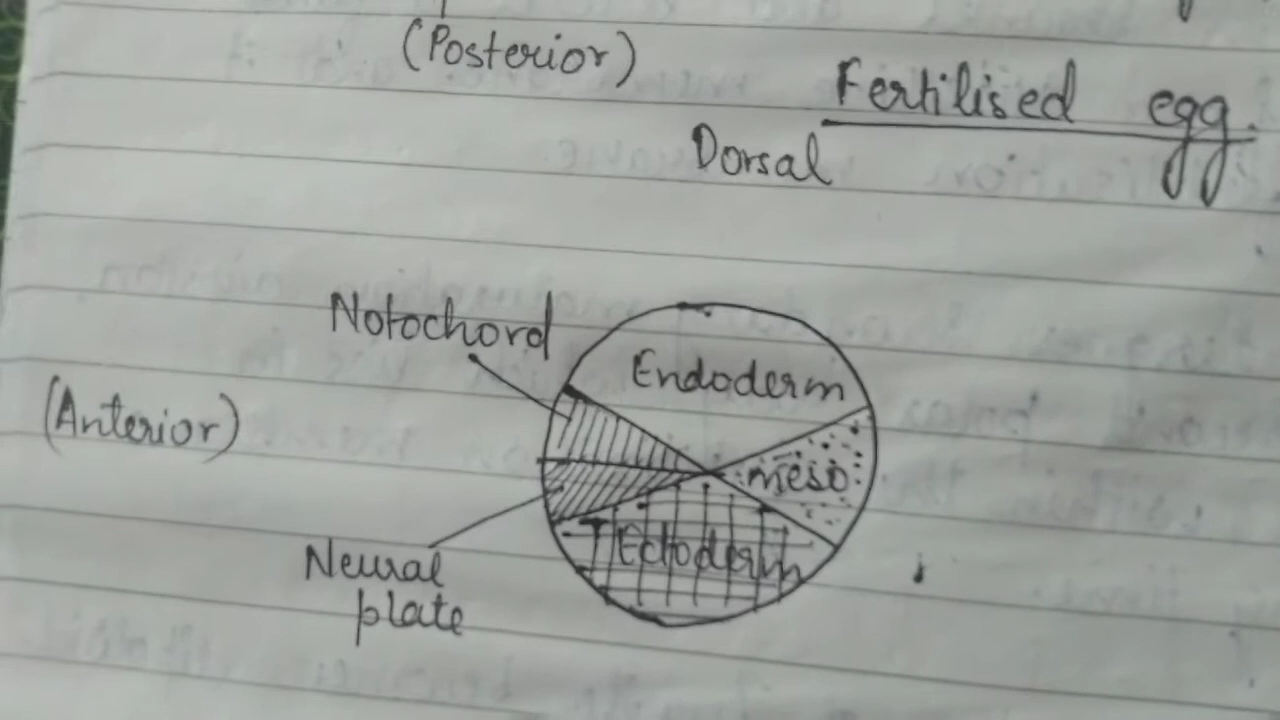 (Posterior)
Fertilised egg.
Dorsal
Notochord
Endoderm
(Anterior)
meso
Ectoderm
Neural
plate